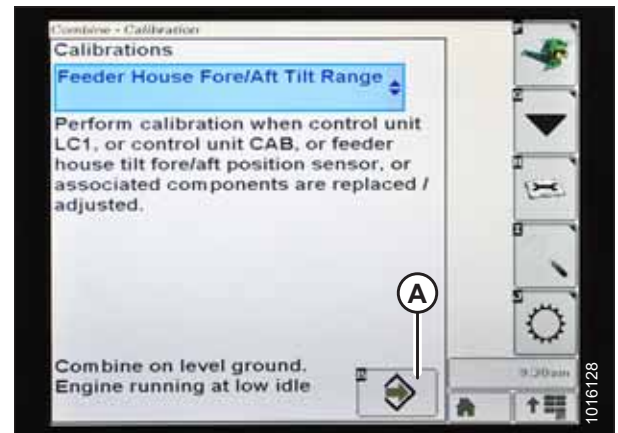 Combine - Calibration
Calibrations
Feeder House Fore/Aft Tilt Range
Perform calibration when control unit
LC1, or control unit CAB, or feeder
house tilt fore/aft position sensor, or
associated components are replaced /
adjusted.
A
Combine on level ground.
Engine running at low idle
9:20am
1016128